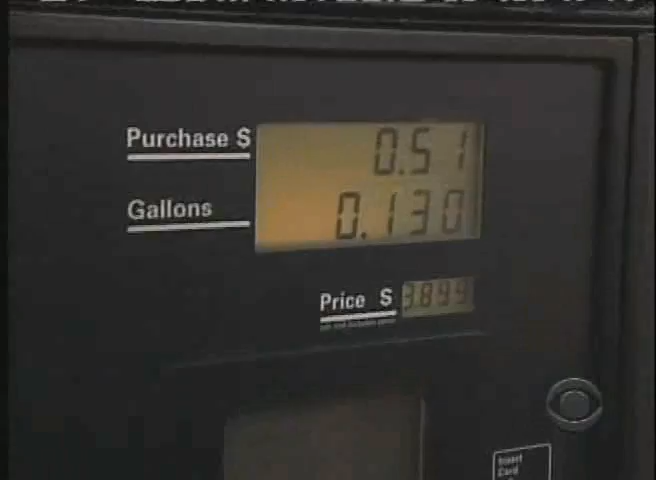 Purchase $ 0.51
Gallons 0.130
Price $ 3.899
Insert
Card